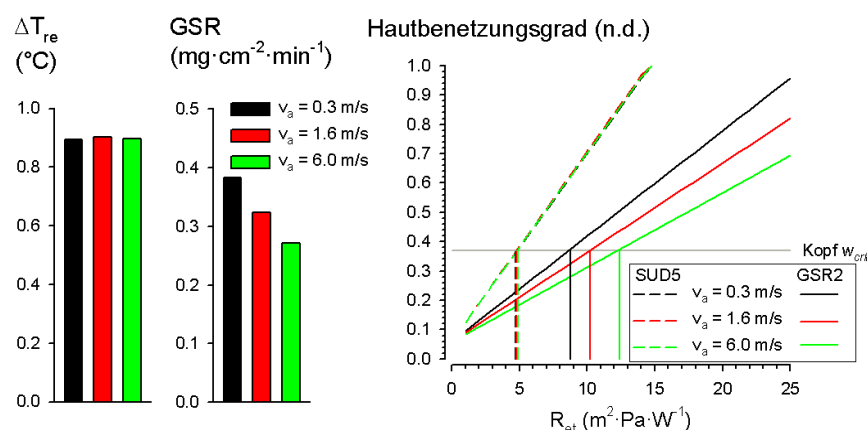 ΔTre
(°C)
1.0
0.8
0.6
0.4
0.2
0.0
GSR
(mg·cm-2·min-1)
0.5
0.4
0.3
0.2
0.1
0.0
va = 0.3 m/s
va = 1.6 m/s
va = 6.0 m/s
Hautbenetzungsgrad (n.d.)
1.0
0.9
0.8
0.7
0.6
0.5
0.4
0.3
0.2
0.1
0.0
Kopf wcrit
SUD5 GSR2
va = 0.3 m/s
va = 1.6 m/s
va = 6.0 m/s
0 5 10 15 20 25
Ret (m2·Pa·W-1)